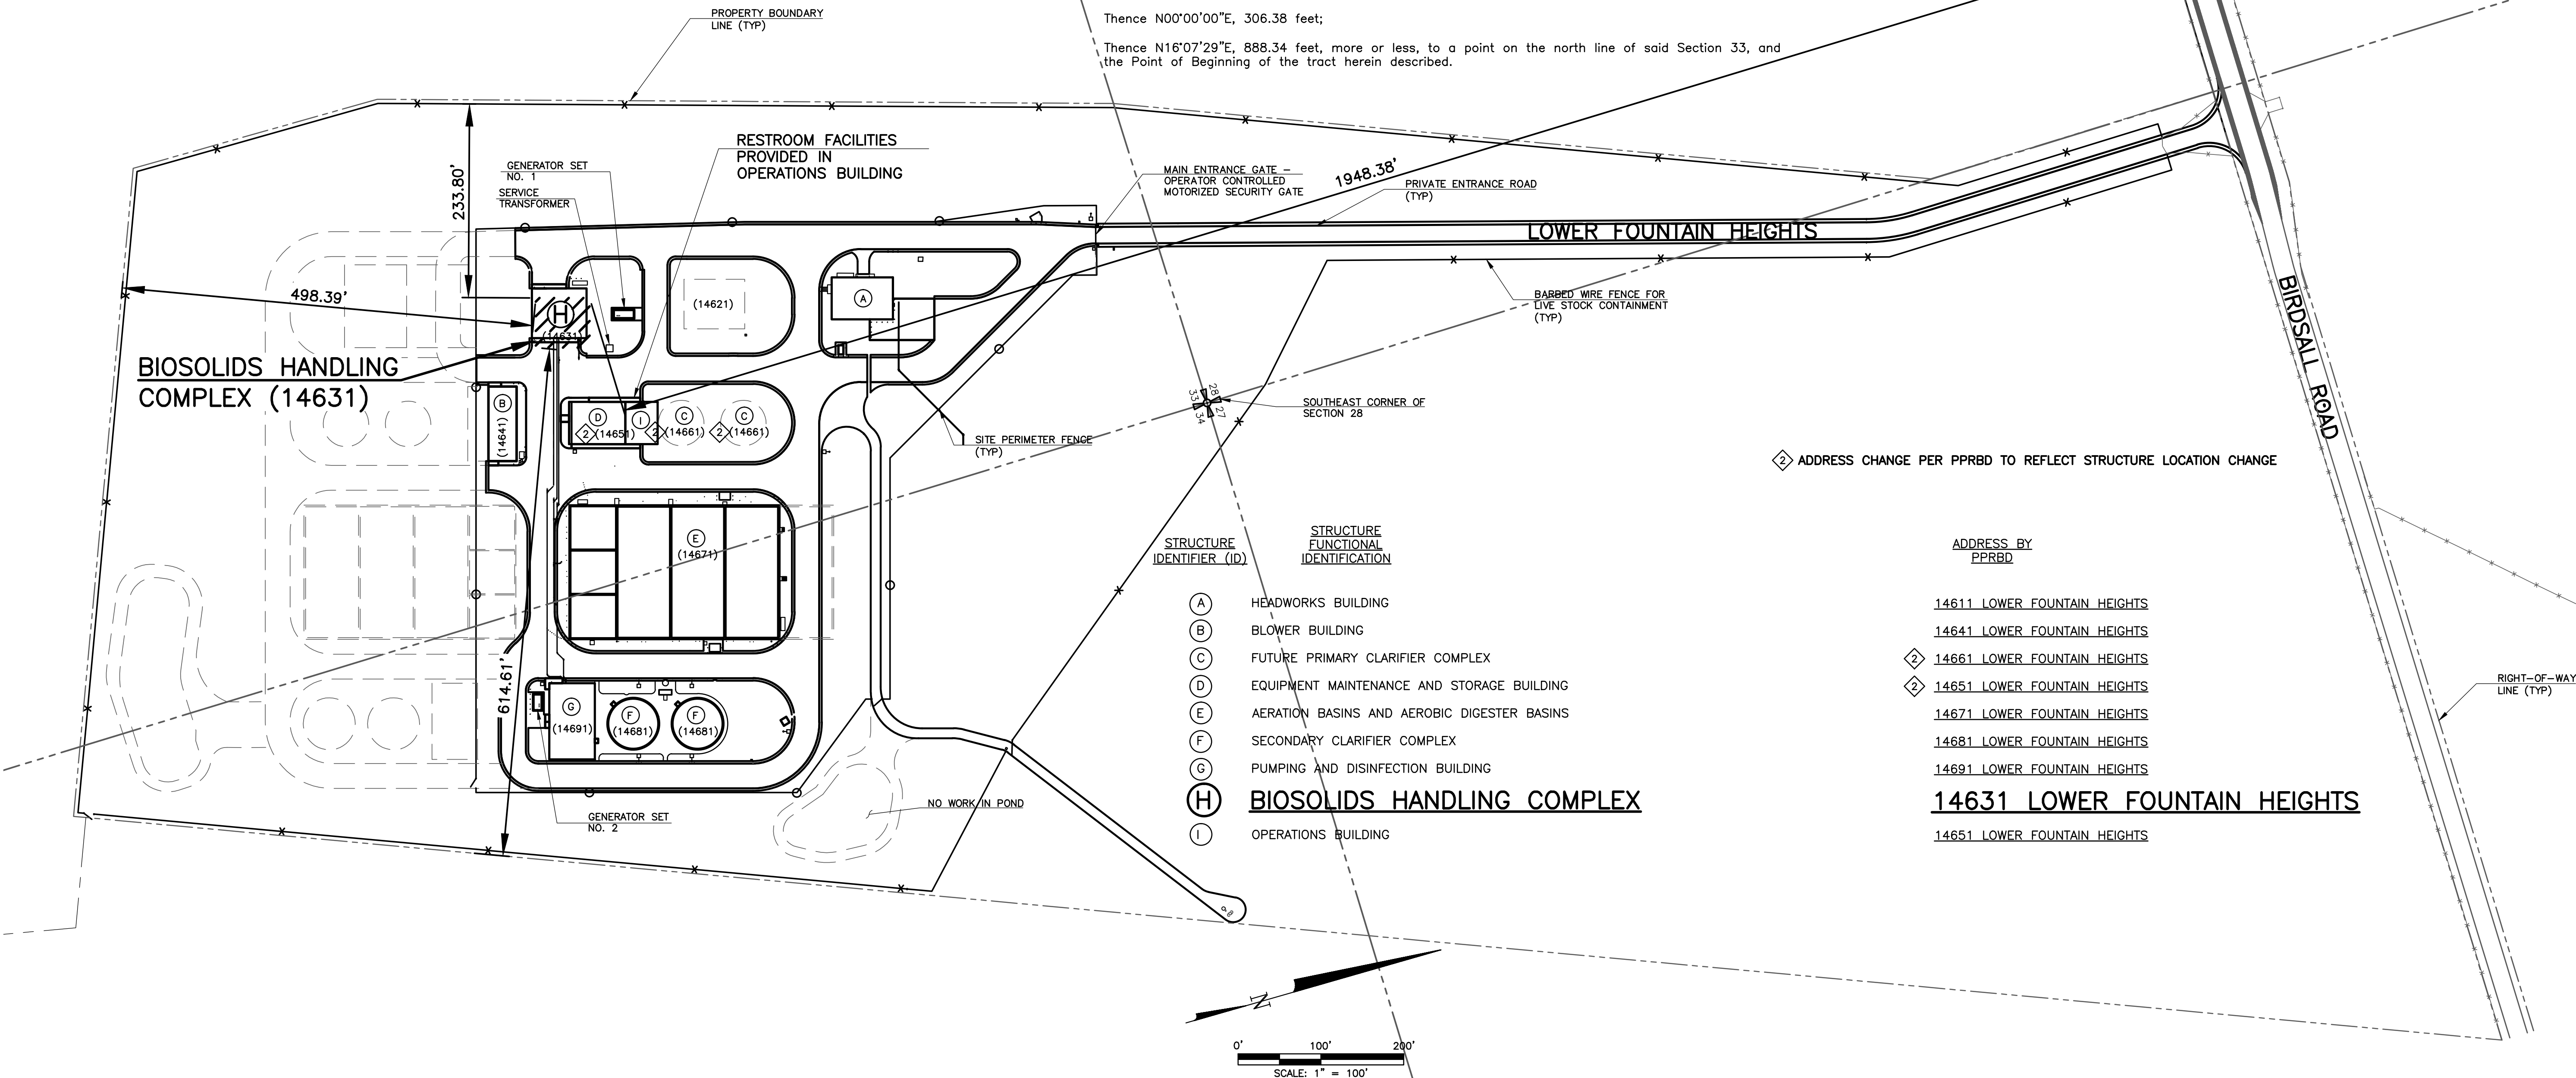 PROPERTY BOUNDARY
LINE (TYP)
Thence N00°00'00"E, 306.38 feet;
Thence N16°07'29"E, 888.34 feet, more or less, to a point on the north line of said Section 33, and
the Point of Beginning of the tract herein described.
233.80'
GENERATOR SET
NO. 1
SERVICE
TRANSFORMER
RESTROOM FACILITIES
PROVIDED IN
OPERATIONS BUILDING
MAIN ENTRANCE GATE –
OPERATOR CONTROLLED
MOTORIZED SECURITY GATE
1948.38'
PRIVATE ENTRANCE ROAD
(TYP)
LOWER FOUNTAIN HEIGHTS
BIRDSALL ROAD
498.39'
H
(14631)
(14621)
A
BARBED WIRE FENCE FOR
LIVE STOCK CONTAINMENT
(TYP)
BIOSOLIDS HANDLING
COMPLEX (14631)
B
(14641)
D
2 (14651)
I
C
2 (14661)
C
2 (14661)
SITE PERIMETER FENCE
(TYP)
28
33
27
34
SOUTHEAST CORNER OF
SECTION 28
2 ADDRESS CHANGE PER PPRBD TO REFLECT STRUCTURE LOCATION CHANGE
E
(14671)
614.61'
G
(14691)
F
(14681)
F
(14681)
GENERATOR SET
NO. 2
NO WORK IN POND
STRUCTURE
IDENTIFIER (ID)
STRUCTURE
FUNCTIONAL
IDENTIFICATION
ADDRESS BY
PPRBD
A HEADWORKS BUILDING 14611 LOWER FOUNTAIN HEIGHTS
B BLOWER BUILDING 14641 LOWER FOUNTAIN HEIGHTS
C FUTURE PRIMARY CLARIFIER COMPLEX 2 14661 LOWER FOUNTAIN HEIGHTS
D EQUIPMENT MAINTENANCE AND STORAGE BUILDING 2 14651 LOWER FOUNTAIN HEIGHTS
E AERATION BASINS AND AEROBIC DIGESTER BASINS 14671 LOWER FOUNTAIN HEIGHTS
F SECONDARY CLARIFIER COMPLEX 14681 LOWER FOUNTAIN HEIGHTS
G PUMPING AND DISINFECTION BUILDING 14691 LOWER FOUNTAIN HEIGHTS
H BIOSOLIDS HANDLING COMPLEX 14631 LOWER FOUNTAIN HEIGHTS
I OPERATIONS BUILDING 14651 LOWER FOUNTAIN HEIGHTS
RIGHT–OF–WAY
LINE (TYP)
N
0' 100' 200'
SCALE: 1" = 100'